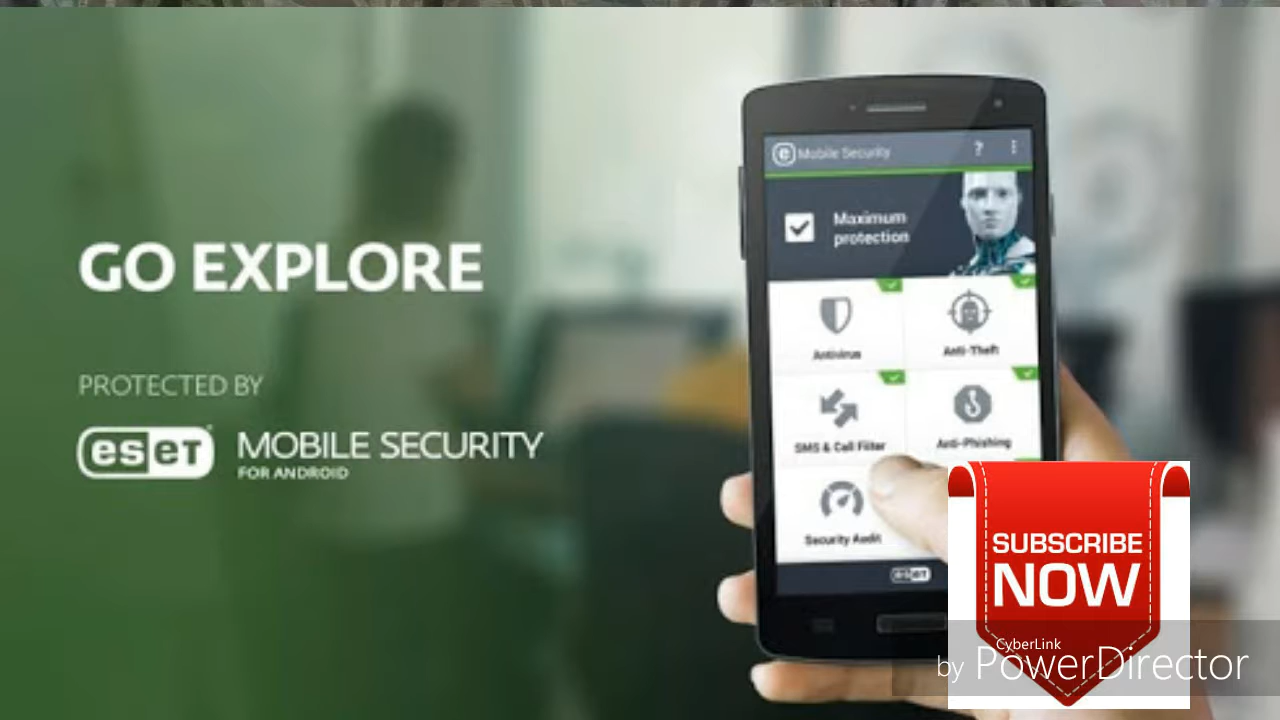 GO EXPLORE
PROTECTED BY
eseT® MOBILE SECURITY
FOR ANDROID
e Mobile Security ? ⋮
Maximum
protection
Antivirus
Anti-Theft
SMS & Call Filter
Anti-Phishing
Security Audit
eseT
SUBSCRIBE
NOW
CyberLink
by PowerDirector